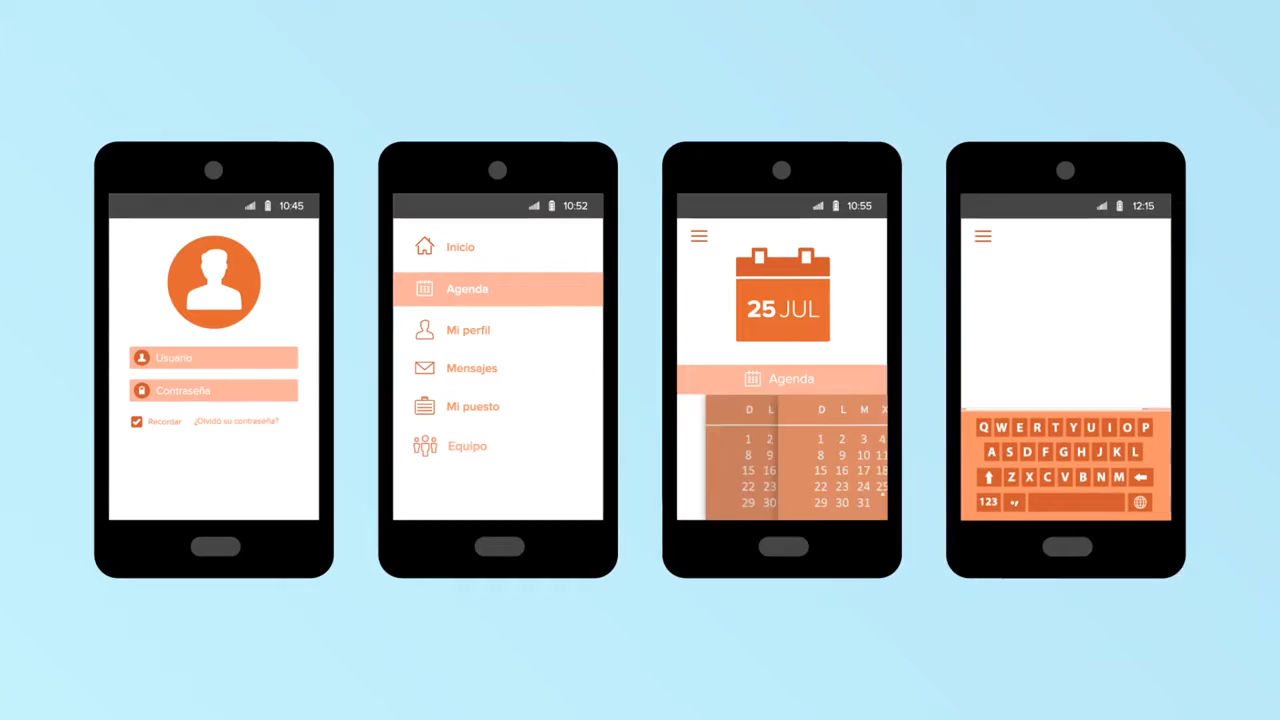 10:45
Usuario
Contraseña
Recordar ¿Olvidó su contraseña?
10:52
Inicio
Agenda
Mi perfil
Mensajes
Mi puesto
Equipo
10:55
25 JUL
Agenda
D L D L M X
1 2 1 2 3 4
8 9 8 9 10 11
15 16 15 16 17 18
22 23 22 23 24 25
29 30 29 30 31
12:15
Q W E R T Y U I O P
A S D F G H J K L
Z X C V B N M
123 •,